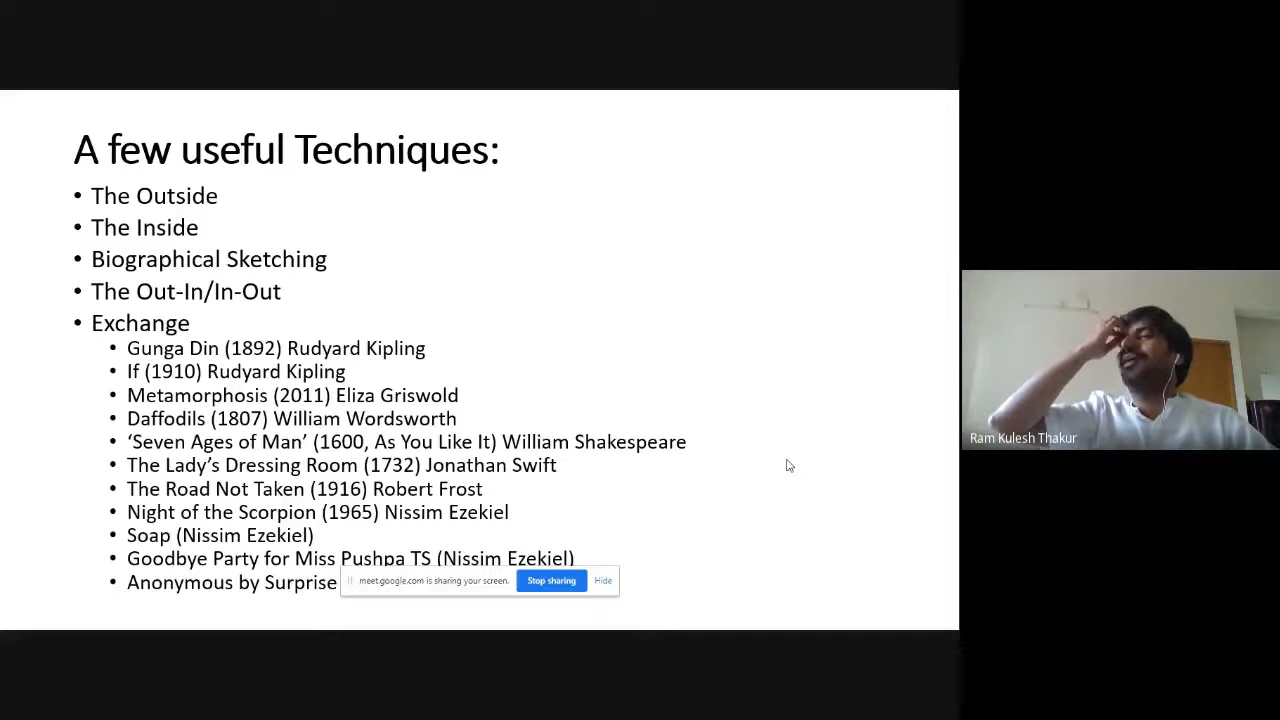 A few useful Techniques:
• The Outside
• The Inside
• Biographical Sketching
• The Out-In/In-Out
• Exchange
• Gunga Din (1892) Rudyard Kipling
• If (1910) Rudyard Kipling
• Metamorphosis (2011) Eliza Griswold
• Daffodils (1807) William Wordsworth
• ‘Seven Ages of Man’ (1600, As You Like It) William Shakespeare
• The Lady’s Dressing Room (1732) Jonathan Swift
• The Road Not Taken (1916) Robert Frost
• Night of the Scorpion (1965) Nissim Ezekiel
• Soap (Nissim Ezekiel)
• Goodbye Party for Miss Pushpa TS (Nissim Ezekiel)
• Anonymous by Surprise
meet.google.com is sharing your screen. Stop sharing Hide
Ram Kulesh Thakur